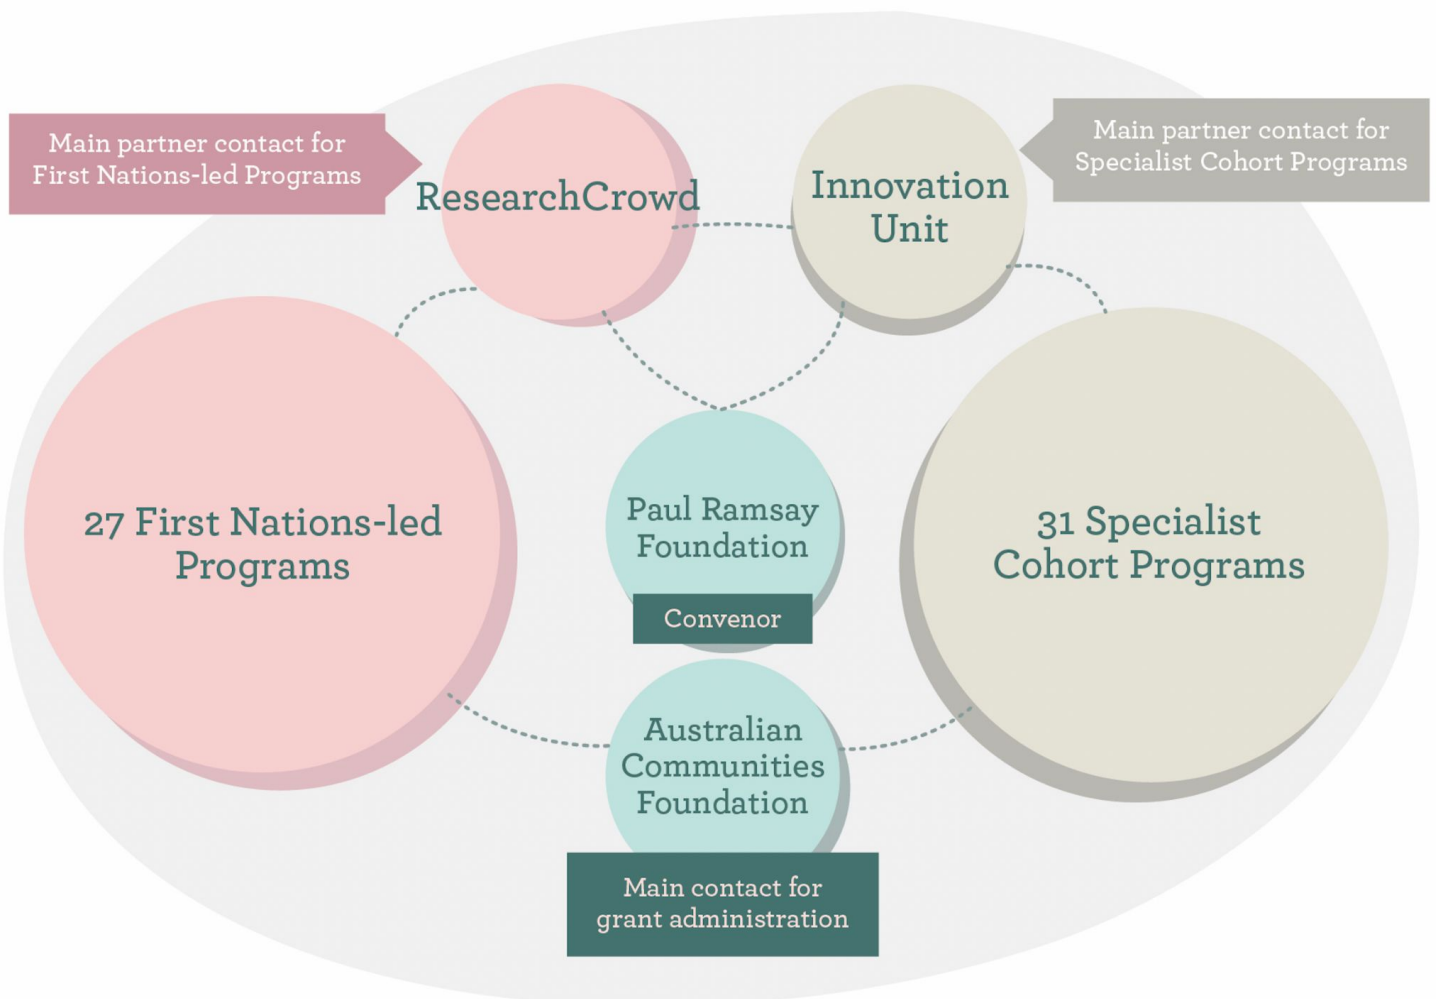 Main partner contact for
First Nations-led Programs
ResearchCrowd
Innovation
Unit
Main partner contact for
Specialist Cohort Programs
27 First Nations-led
Programs
Paul Ramsay
Foundation
Convenor
31 Specialist
Cohort Programs
Australian
Communities
Foundation
Main contact for
grant administration